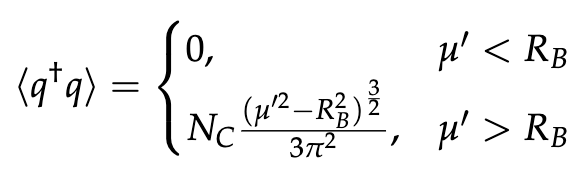 ⟨q†q⟩ = { 0, μ′ < R_B
N_C (μ′² − R_B²)^(3/2) / 3π², μ′ > R_B